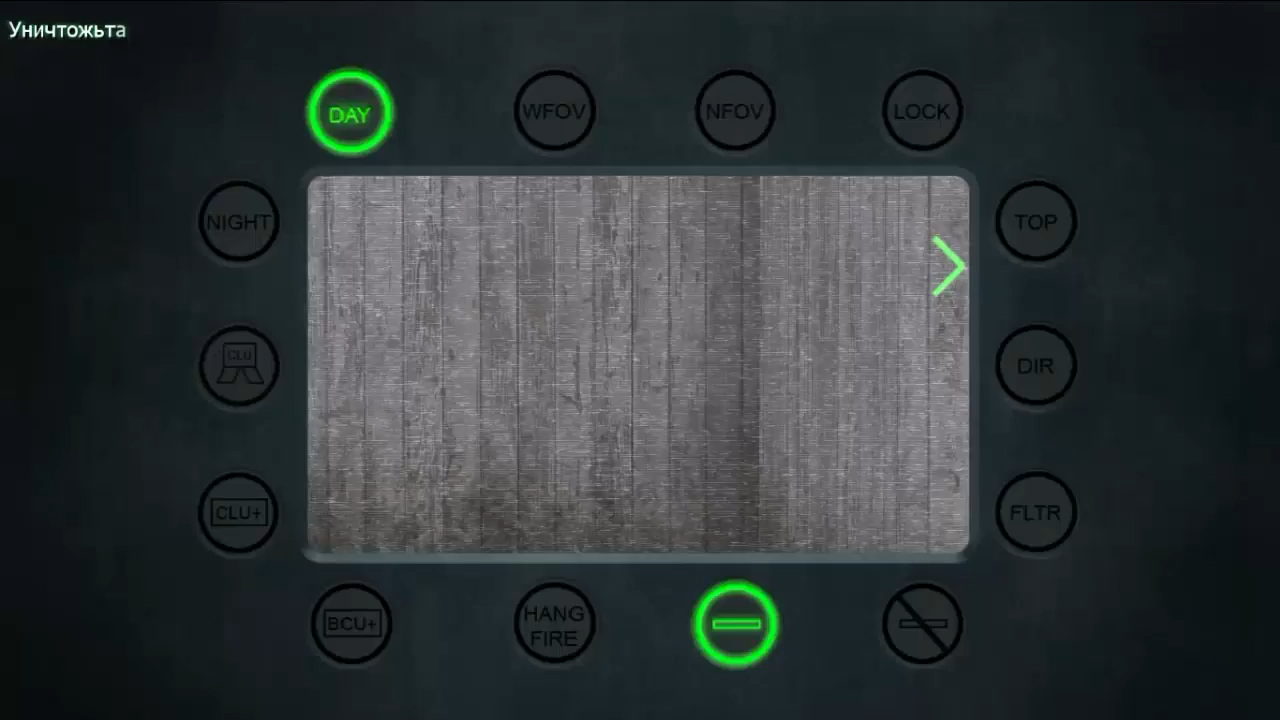 Уничтожьта
DAY
WFOV
NFOV
LOCK
NIGHT
TOP
CLU
DIR
CLU+
FLTR
BCU+
HANG
FIRE